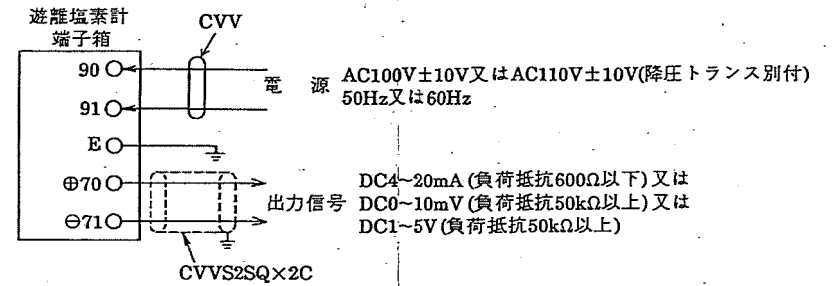 遊離塩素計
端子箱
CVV
90
91
E
⊕70
⊖71
電 源
AC100V±10V又はAC110V±10V(降圧トランス別付)
50Hz又は60Hz
出力信号
DC4~20mA(負荷抵抗600Ω以下)又は
DC0~10mV(負荷抵抗50kΩ以上)又は
DC1~5V(負荷抵抗50kΩ以上)
CVVS2SQ×2C